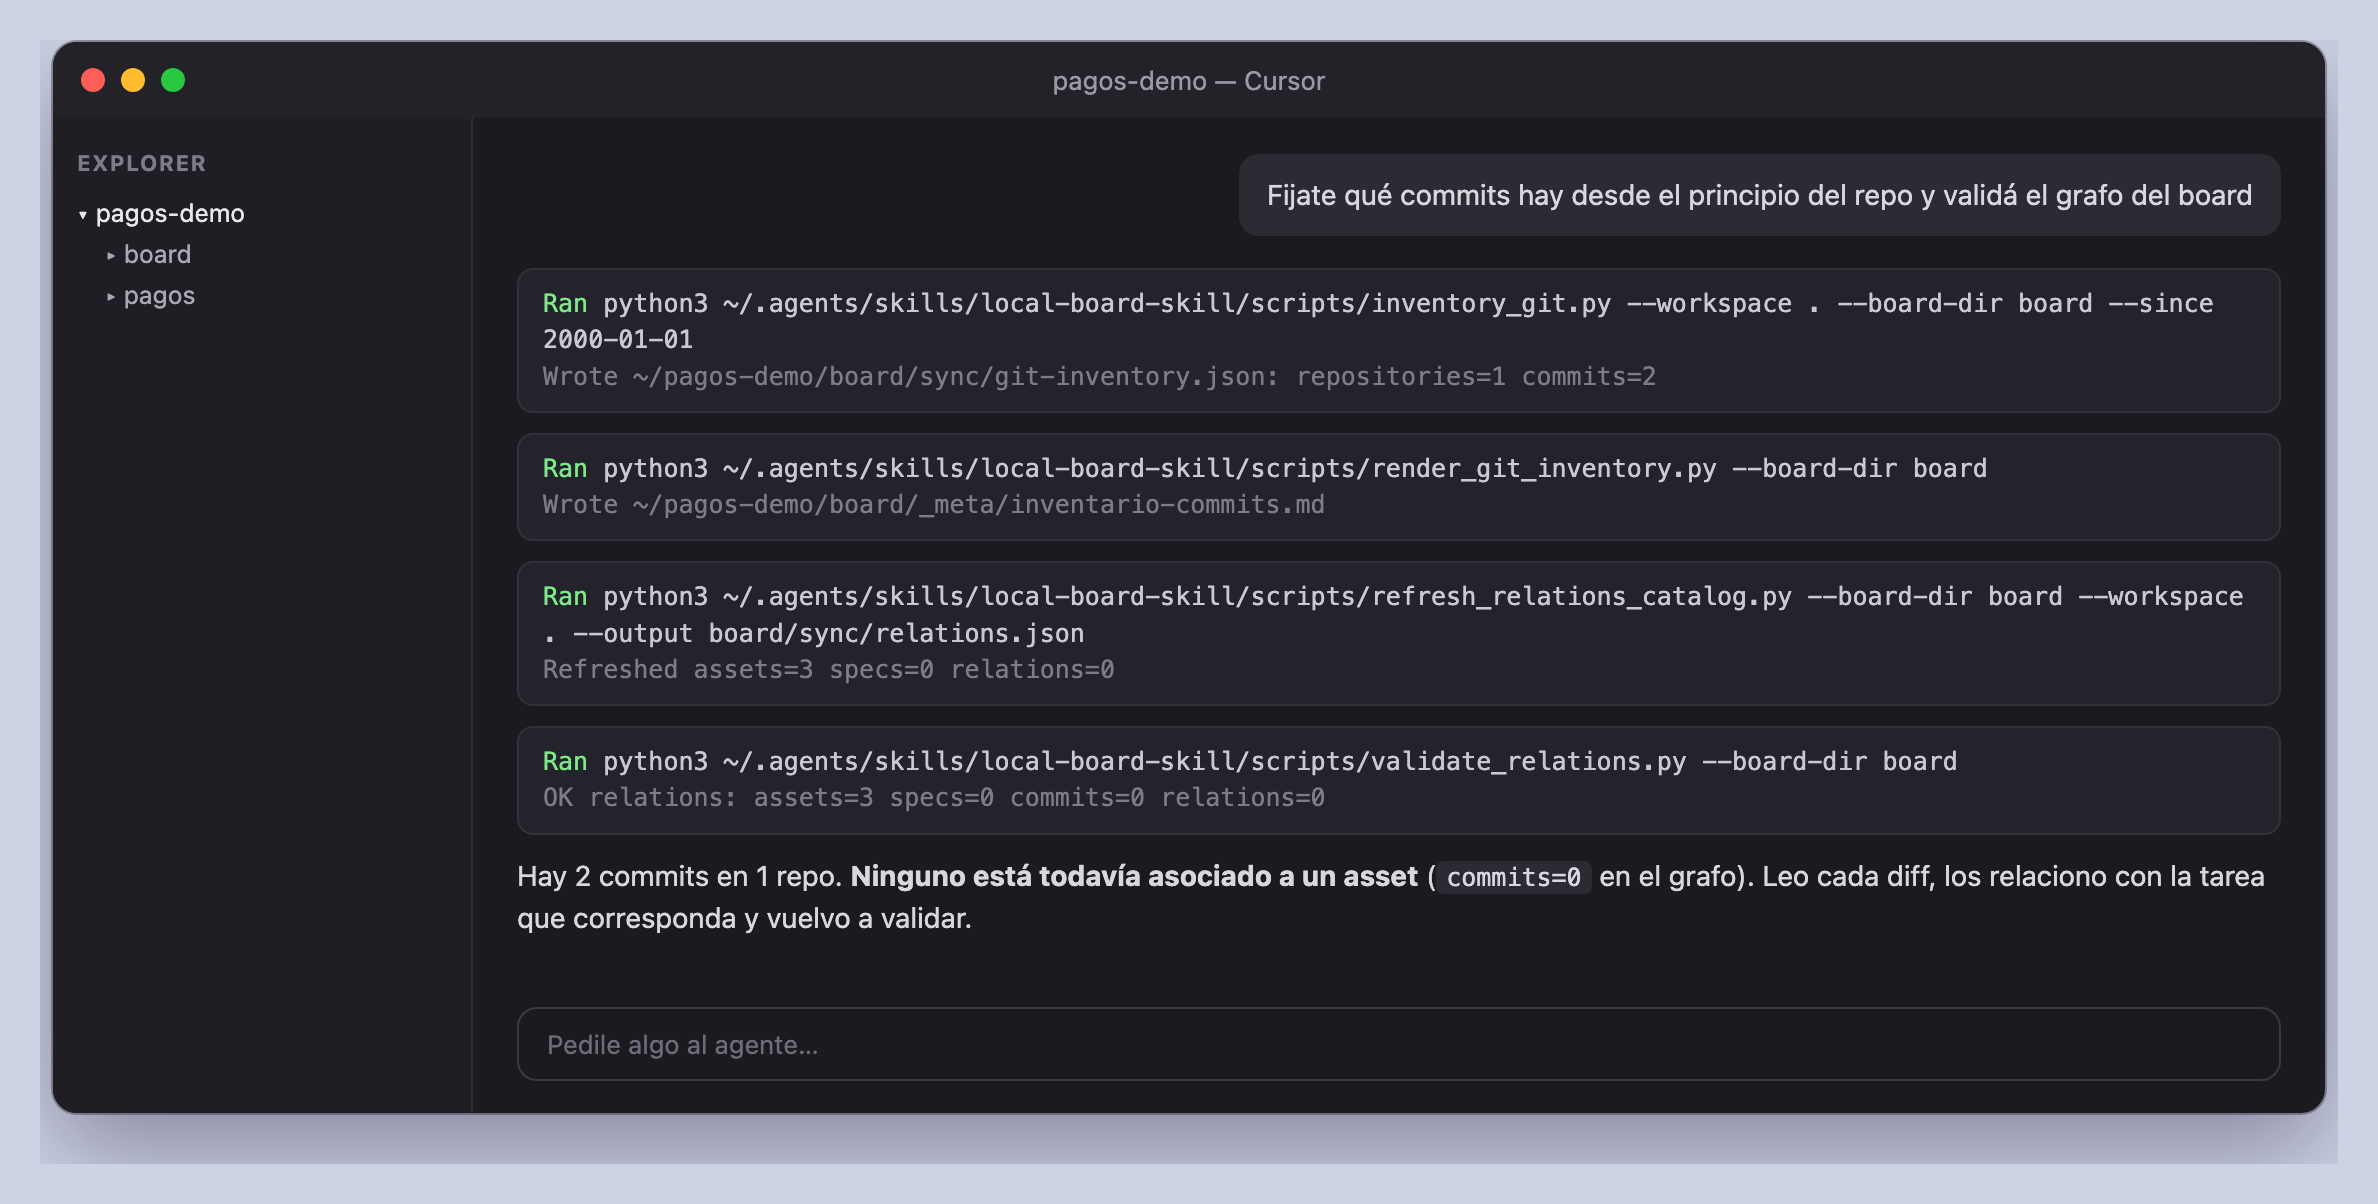 pagos-demo — Cursor
EXPLORER
▾ pagos-demo
▸ board
▸ pagos
Fijate qué commits hay desde el principio del repo y validá el grafo del board
Ran python3 ~/.agents/skills/local-board-skill/scripts/inventory_git.py --workspace . --board-dir board --since
2000-01-01
Wrote ~/pagos-demo/board/sync/git-inventory.json: repositories=1 commits=2
Ran python3 ~/.agents/skills/local-board-skill/scripts/render_git_inventory.py --board-dir board
Wrote ~/pagos-demo/board/_meta/inventario-commits.md
Ran python3 ~/.agents/skills/local-board-skill/scripts/refresh_relations_catalog.py --board-dir board --workspace
. --output board/sync/relations.json
Refreshed assets=3 specs=0 relations=0
Ran python3 ~/.agents/skills/local-board-skill/scripts/validate_relations.py --board-dir board
OK relations: assets=3 specs=0 commits=0 relations=0
Hay 2 commits en 1 repo. Ninguno está todavía asociado a un asset ( commits=0 en el grafo). Leo cada diff, los relaciono con la tarea
que corresponda y vuelvo a validar.
Pedile algo al agente...